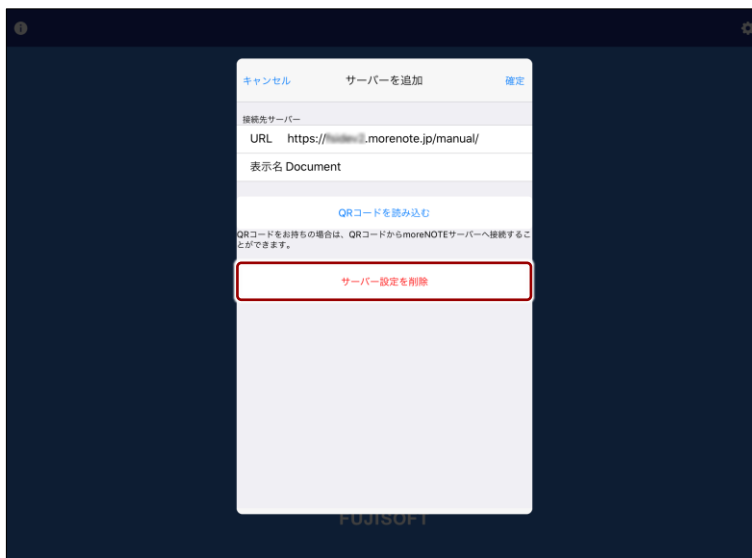 キャンセル サーバーを追加 確定
接続先サーバー
URL https:// .morenote.jp/manual/
表示名 Document
QRコードを読み込む
QRコードをお持ちの場合は、QRコードからmoreNOTEサーバーへ接続するこ
とができます。
サーバー設定を削除
FUJISOFT